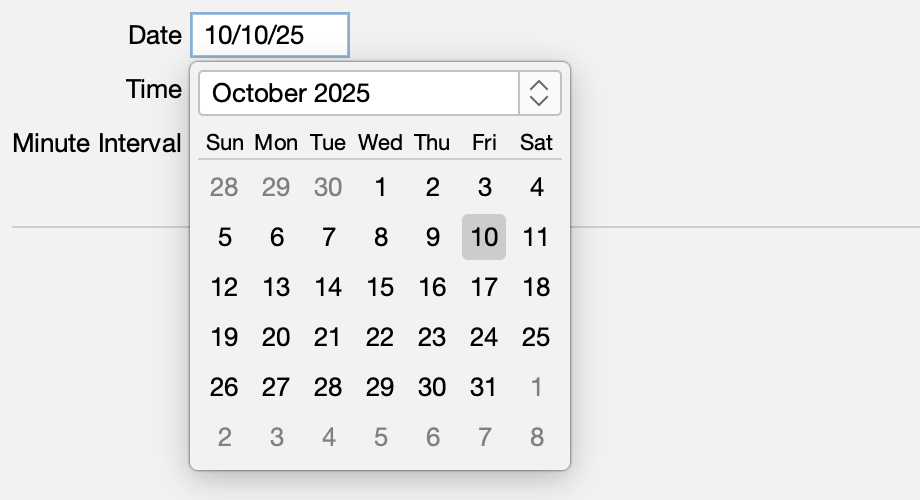 Date 10/10/25
Time October 2025
Minute Interval Sun Mon Tue Wed Thu Fri Sat
28 29 30 1 2 3 4
5 6 7 8 9 10 11
12 13 14 15 16 17 18
19 20 21 22 23 24 25
26 27 28 29 30 31 1
2 3 4 5 6 7 8